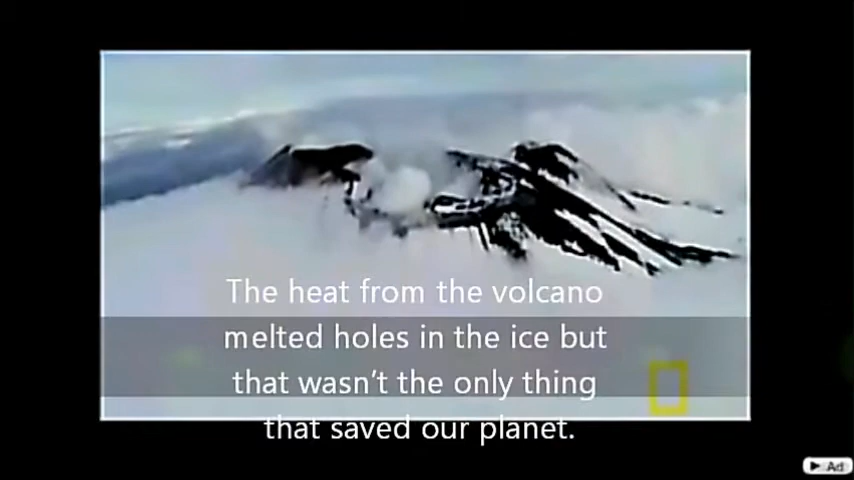 The heat from the volcano
melted holes in the ice but
that wasn't the only thing
that saved our planet.
Ad